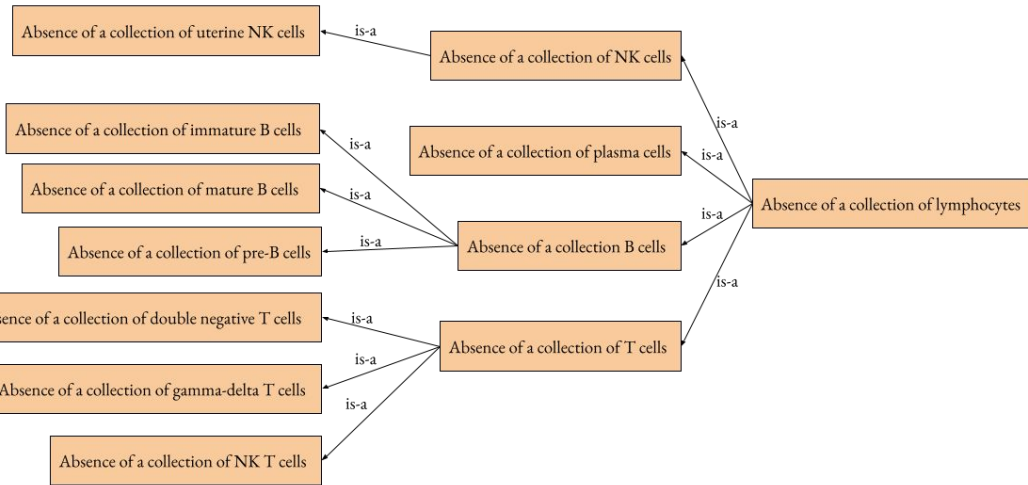 Absence of a collection of uterine NK cells
is-a
Absence of a collection of NK cells
is-a
Absence of a collection of immature B cells
is-a
Absence of a collection of plasma cells
is-a
Absence of a collection of mature B cells
is-a
Absence of a collection of lymphocytes
is-a
Absence of a collection of pre-B cells
is-a
Absence of a collection B cells
is-a
sence of a collection of double negative T cells
is-a
Absence of a collection of T cells
is-a
Absence of a collection of gamma-delta T cells
is-a
Absence of a collection of NK T cells